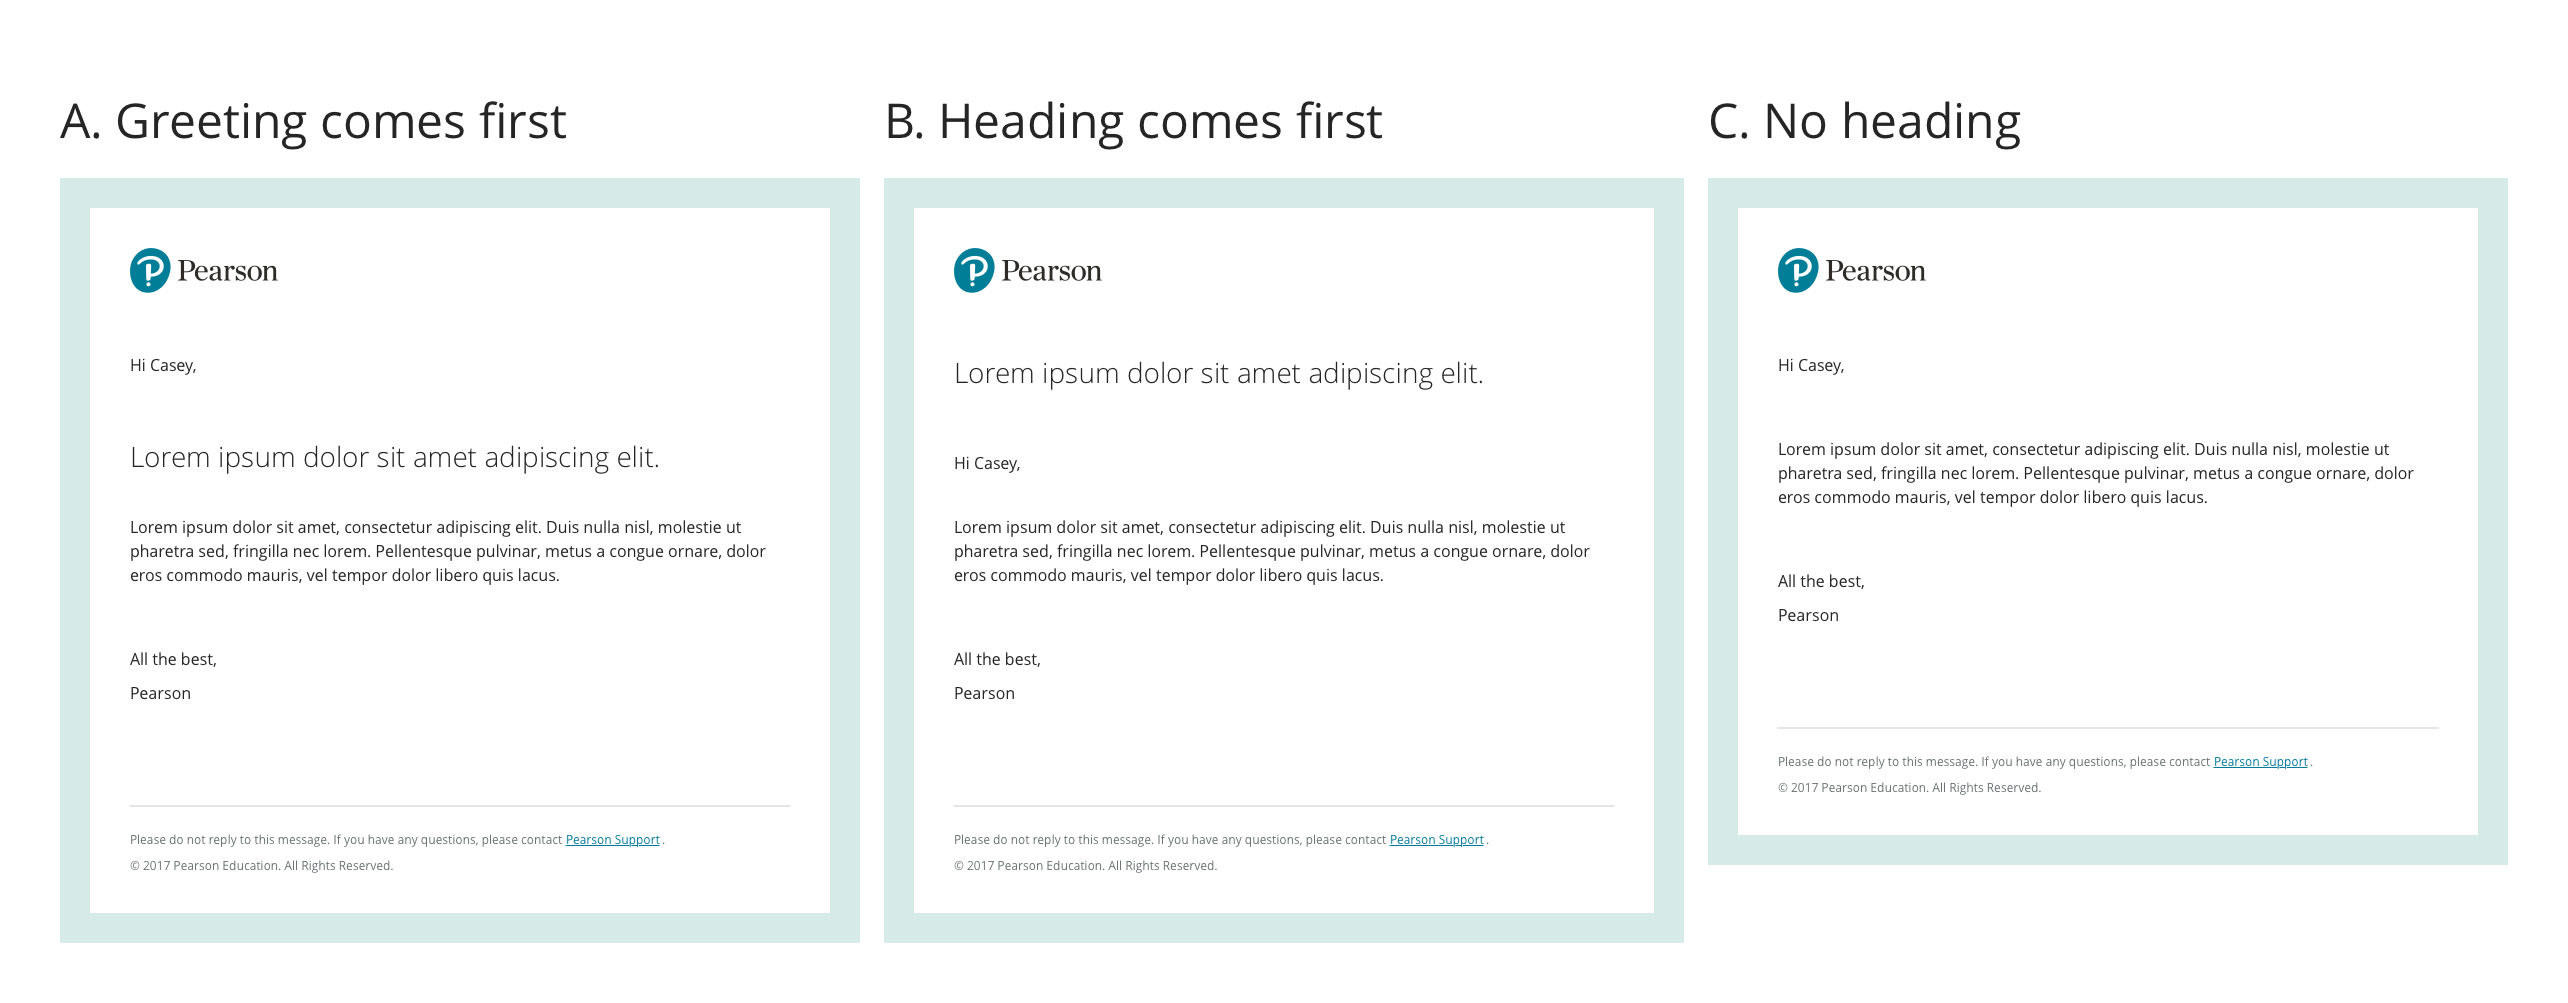 A. Greeting comes first
Pearson
Hi Casey,
Lorem ipsum dolor sit amet adipiscing elit.
Lorem ipsum dolor sit amet, consectetur adipiscing elit. Duis nulla nisl, molestie ut
pharetra sed, fringilla nec lorem. Pellentesque pulvinar, metus a congue ornare, dolor
eros commodo mauris, vel tempor dolor libero quis lacus.
All the best,
Pearson
Please do not reply to this message. If you have any questions, please contact Pearson Support .
© 2017 Pearson Education. All Rights Reserved.
B. Heading comes first
Pearson
Lorem ipsum dolor sit amet adipiscing elit.
Hi Casey,
Lorem ipsum dolor sit amet, consectetur adipiscing elit. Duis nulla nisl, molestie ut
pharetra sed, fringilla nec lorem. Pellentesque pulvinar, metus a congue ornare, dolor
eros commodo mauris, vel tempor dolor libero quis lacus.
All the best,
Pearson
Please do not reply to this message. If you have any questions, please contact Pearson Support .
© 2017 Pearson Education. All Rights Reserved.
C. No heading
Pearson
Hi Casey,
Lorem ipsum dolor sit amet, consectetur adipiscing elit. Duis nulla nisl, molestie ut
pharetra sed, fringilla nec lorem. Pellentesque pulvinar, metus a congue ornare, dolor
eros commodo mauris, vel tempor dolor libero quis lacus.
All the best,
Pearson
Please do not reply to this message. If you have any questions, please contact Pearson Support .
© 2017 Pearson Education. All Rights Reserved.